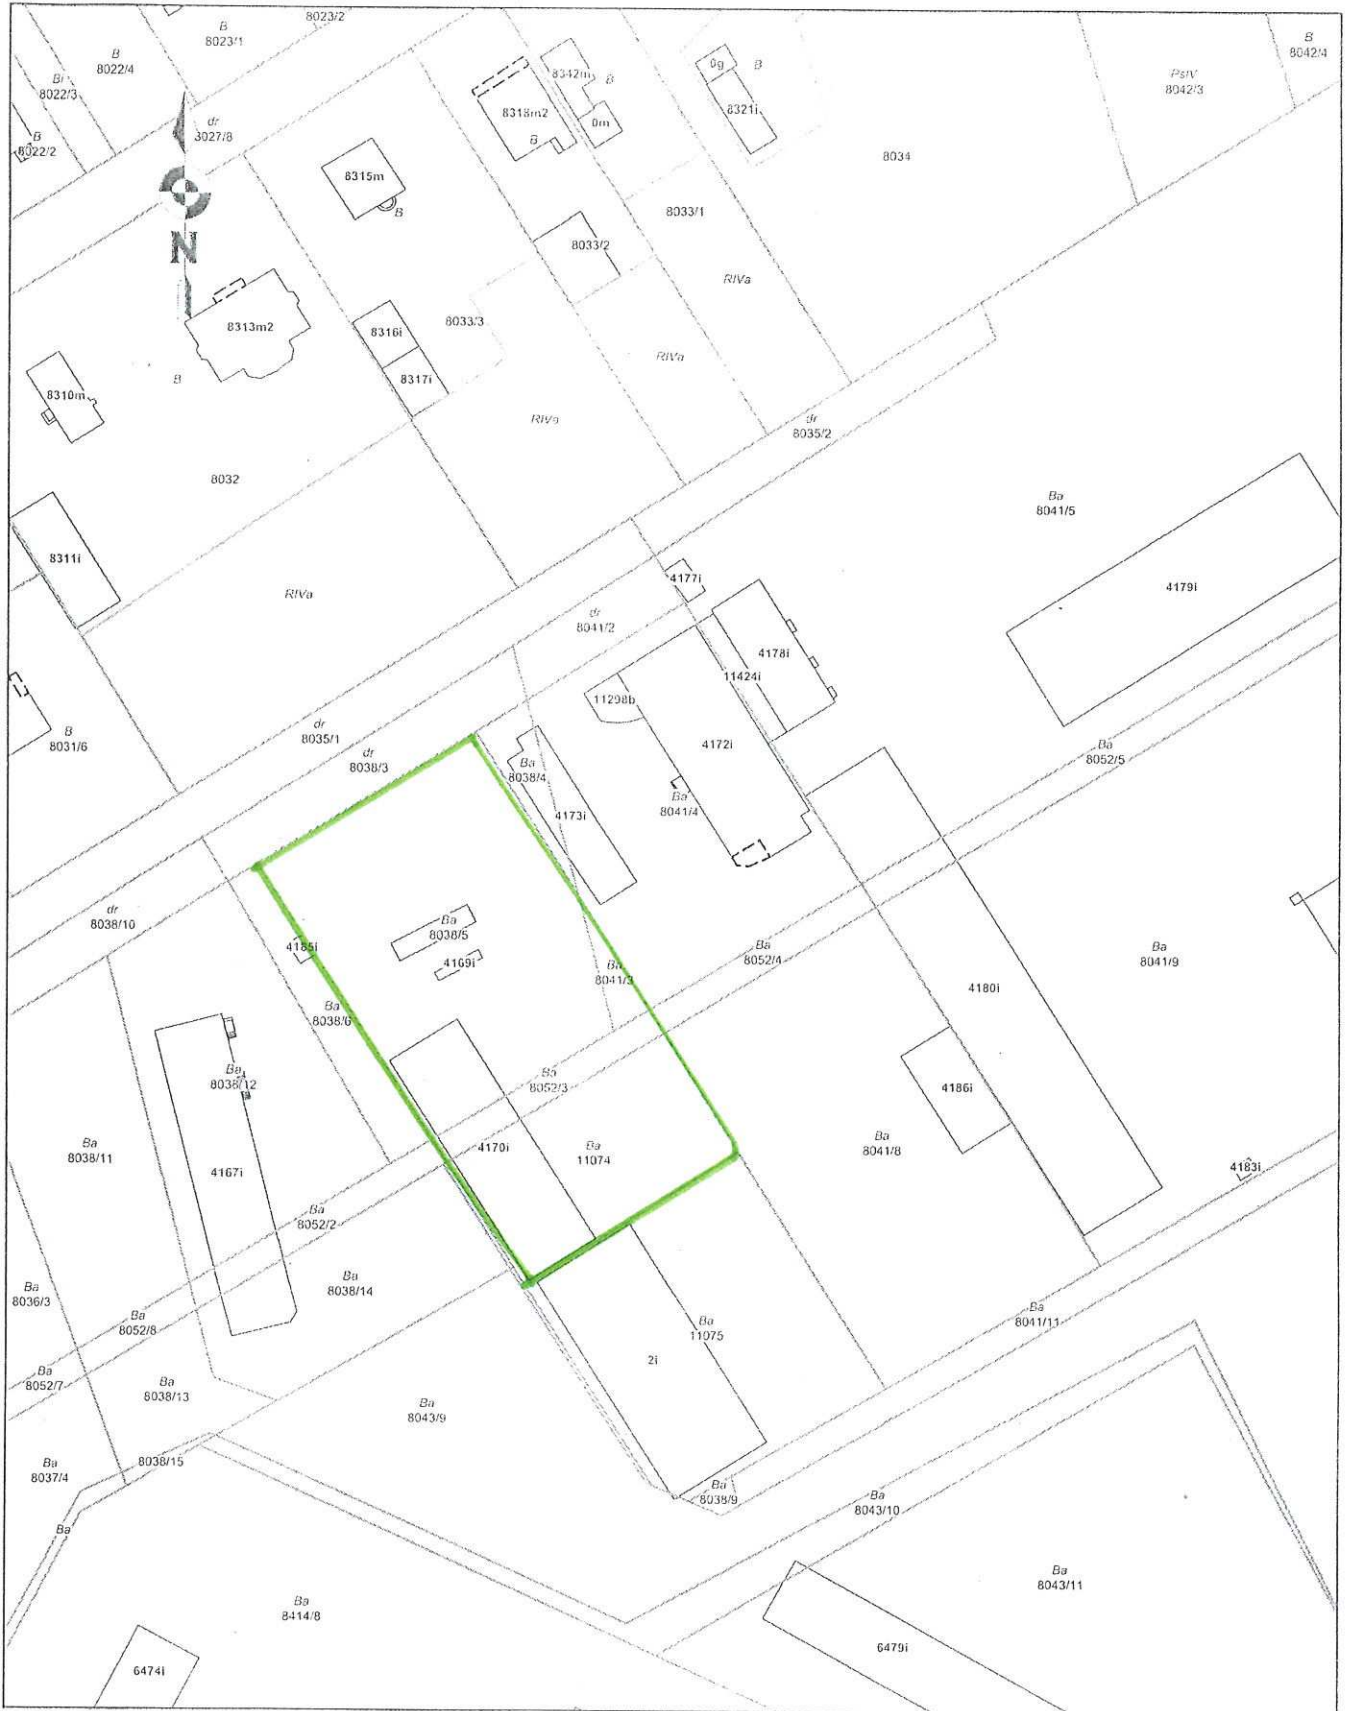 8023/2
B
8023/1
B
8022/4
Bi
8022/3
B
8022/2
dr
8027/8
N
8315m
B
8318m2
B
8342m
B
0m
0g
B
8321i
8034
PsIV
8042/3
B
8042/4
8033/1
8033/2
RIVa
8313m2
B
8316i
8317i
8033/3
RIVa
RIVa
8310m
8032
dr
8035/2
8311i
RIVa
Ba
8041/5
4179i
4177i
dr
8041/2
4178i
11424i
11298b
4172i
B
8031/6
dr
8035/1
dr
8038/3
Ba
8038/4
4173i
Ba
8041/4
Ba
8052/5
dr
8038/10
4185i
Ba
8038/5
4169i
Ba
8038/6
Ba
8041/3
Ba
8052/4
4180i
Ba
8041/9
Ba
8038/12
Ba
8052/3
4186i
Ba
8038/11
4167i
4170i
Ba
11074
Ba
8041/8
4183i
Ba
8052/2
Ba
8036/3
Ba
8052/8
Ba
8038/14
Ba
11075
2i
Ba
8041/11
Ba
8052/7
Ba
8038/13
Ba
8043/9
Ba
8037/4
8038/15
Ba
8038/9
Ba
8043/10
Ba
Ba
8414/8
Ba
8043/11
6474i
6479i